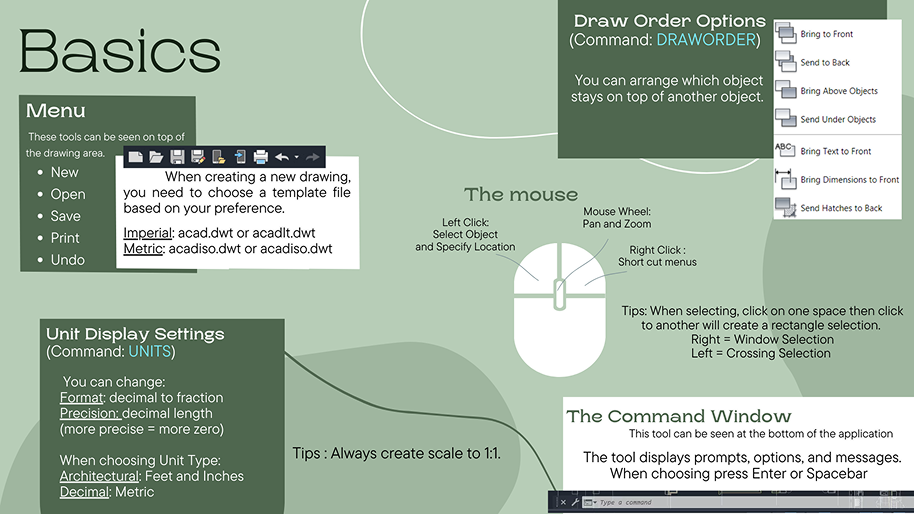 Basics
Menu
These tools can be seen on top of
the drawing area.
New
Open
Save
Print
Undo
When creating a new drawing,
you need to choose a template file
based on your preference.
Imperial: acad.dwt or acadlt.dwt
Metric: acadiso.dwt or acadiso.dwt
Draw Order Options
(Command: DRAWORDER)
You can arrange which object
stays on top of another object.
Bring to Front
Send to Back
Bring Above Objects
Send Under Objects
ABC
Bring Text to Front
Bring Dimensions to Front
Send Hatches to Back
The mouse
Left Click:
Select Object
and Specify Location
Mouse Wheel:
Pan and Zoom
Right Click :
Short cut menus
Tips: When selecting, click on one space then click
to another will create a rectangle selection.
Right = Window Selection
Left = Crossing Selection
Unit Display Settings
(Command: UNITS)
You can change:
Format: decimal to fraction
Precision: decimal length
(more precise = more zero)
When choosing Unit Type:
Architectural: Feet and Inches
Decimal: Metric
Tips : Always create scale to 1:1.
The Command Window
This tool can be seen at the bottom of the application
The tool displays prompts, options, and messages.
When choosing press Enter or Spacebar
Type a command